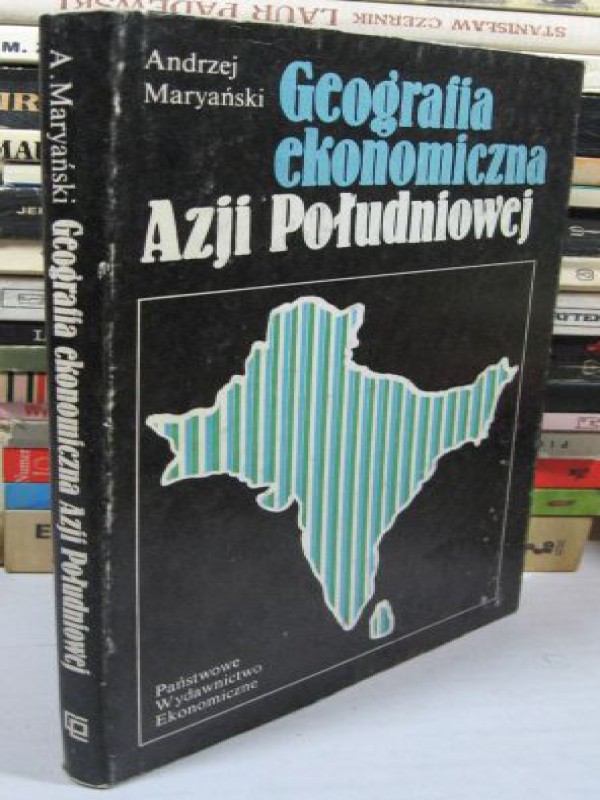 STANISŁAW CZERNIK LAUR PADEWSKI
M.
A. Maryański Geografia ekonomiczna Azji Południowej
Andrzej
Maryański
Geografia
ekonomiczna
Azji Południowej
Państwowe
Wydawnictwo
Ekonomiczne